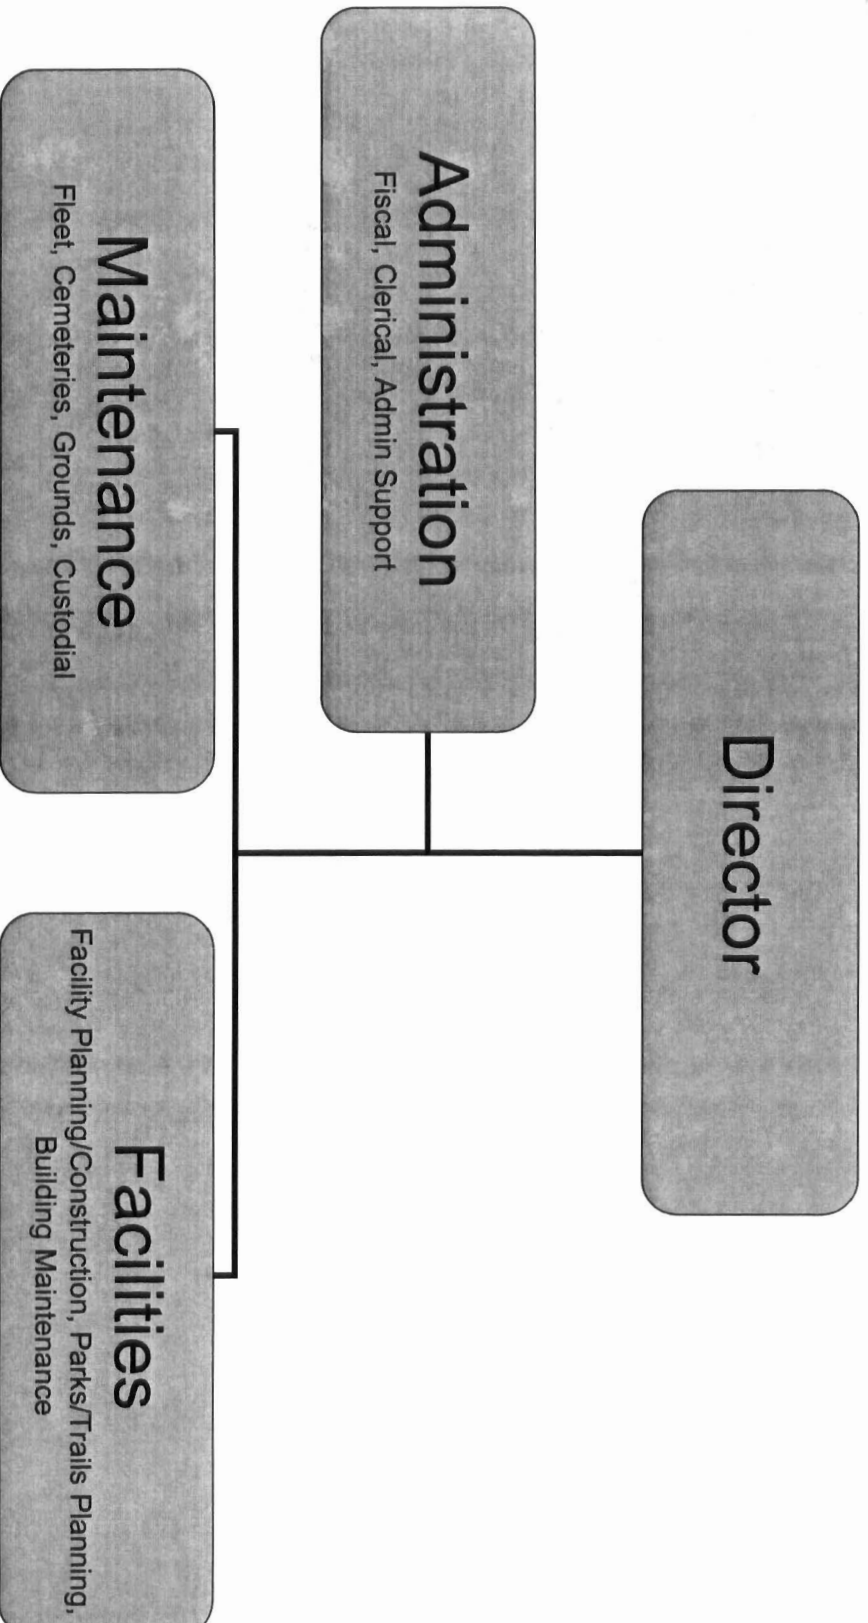 Director
Administration
Fiscal, Clerical, Admin Support
Maintenance
Fleet, Cemeteries, Grounds, Custodial
Facilities
Facility Planning/Construction, Parks/Trails Planning,
Building Maintenance